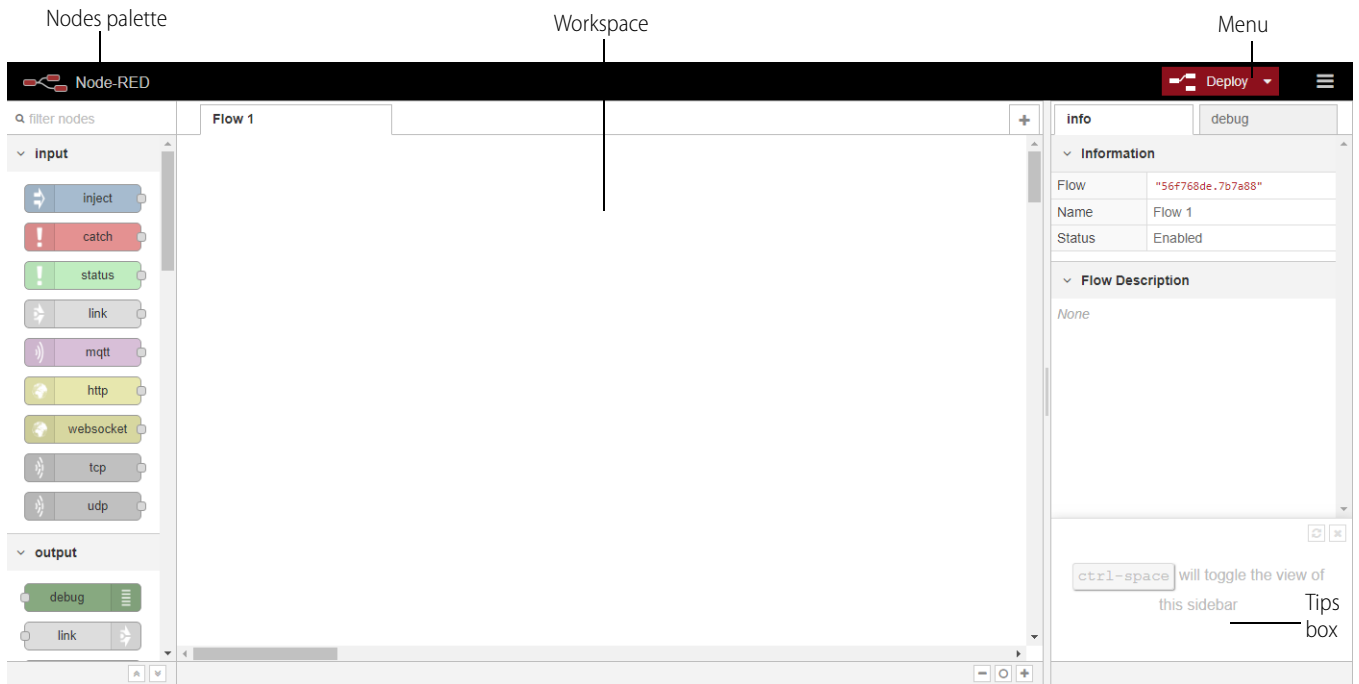 Nodes palette
Workspace
Menu
Node-RED
Deploy
filter nodes
Flow 1
info
debug
input
inject
catch
status
link
mqtt
http
websocket
tcp
udp
output
debug
link
Information
Flow "56f768de.7b7a88"
Name Flow 1
Status Enabled
Flow Description
None
ctrl-space will toggle the view of
this sidebar
Tips
box